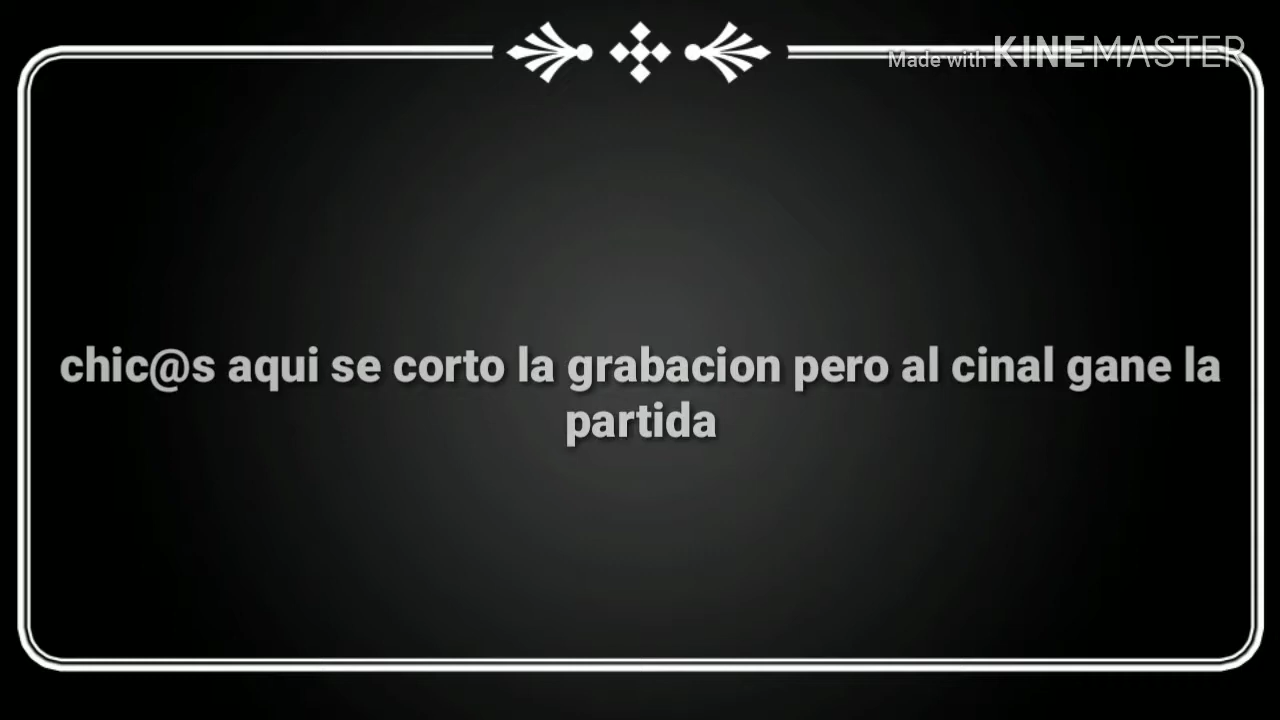 Made with KINEMASTER
chic@s aqui se corto la grabacion pero al cinal gane la
partida